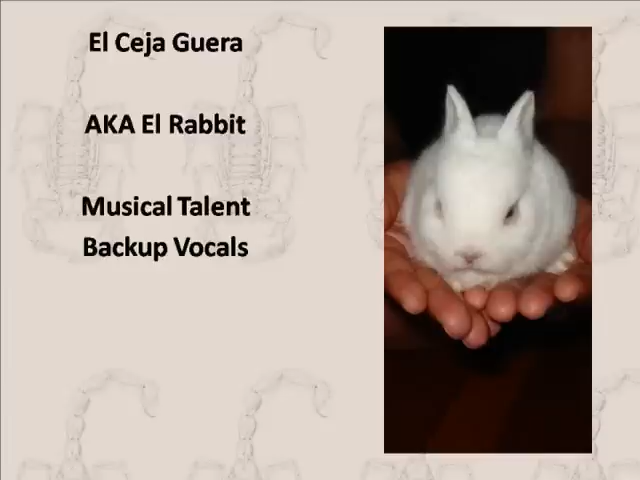 El Ceja Guera
AKA El Rabbit
Musical Talent
Backup Vocals